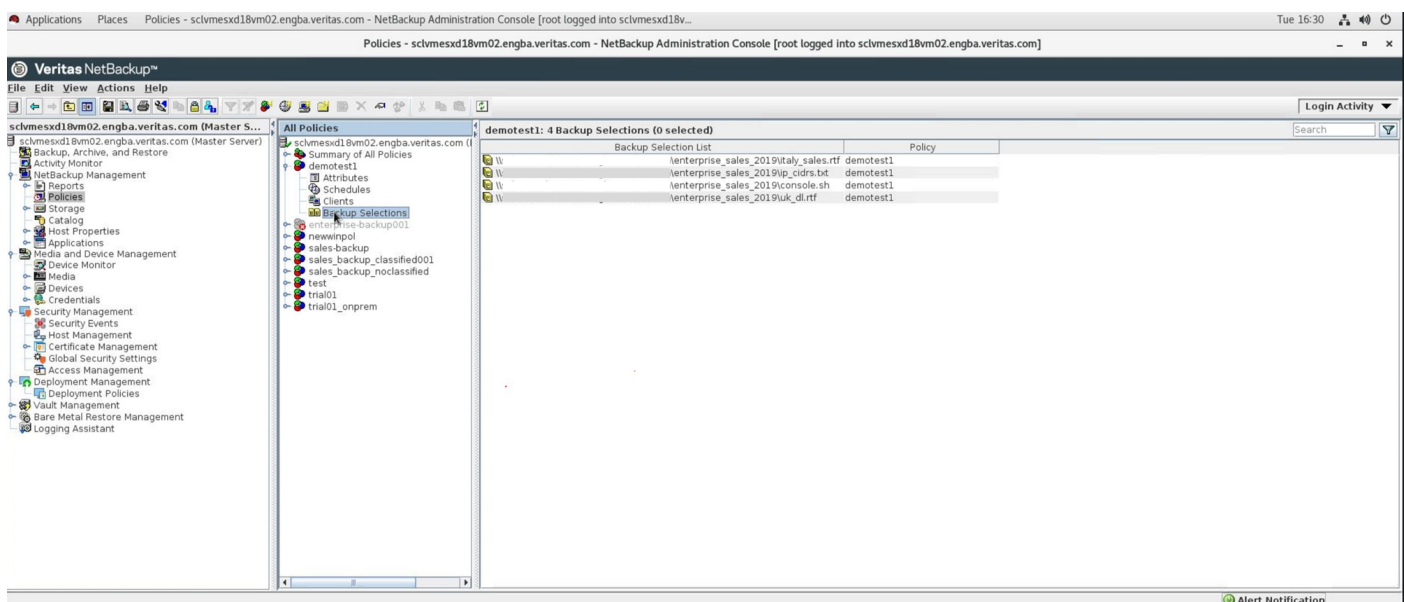 Applications Places Policies - sclvmesxd18vm02.engba.veritas.com - NetBackup Administration Console [root logged into sclvmesxd18v... Tue 16:30
Policies - sclvmesxd18vm02.engba.veritas.com - NetBackup Administration Console [root logged into sclvmesxd18vm02.engba.veritas.com]
Veritas NetBackup™
File Edit View Actions Help
Login Activity
sclvmesxd18vm02.engba.veritas.com (Master S...
sclvmesxd18vm02.engba.veritas.com (Master Server)
Backup, Archive, and Restore
Activity Monitor
NetBackup Management
Reports
Policies
Storage
Catalog
Host Properties
Applications
Media and Device Management
Device Monitor
Media
Devices
Credentials
Security Management
Security Events
Host Management
Certificate Management
Global Security Settings
Access Management
Deployment Management
Deployment Policies
Vault Management
Bare Metal Restore Management
Logging Assistant
All Policies
sclvmesxd18vm02.engba.veritas.com (
Summary of All Policies
demotest1
Attributes
Schedules
Clients
Backup Selections
enterprise-backup001
newwinpol
sales-backup
sales_backup_classified001
sales_backup_noclassified
test
trial01
trial01_onprem
demotest1: 4 Backup Selections (0 selected)
Search
Backup Selection List Policy
\\ \enterprise_sales_2019\italy_sales.rtf demotest1
\\ \enterprise_sales_2019\ip_cidrs.txt demotest1
\\ \enterprise_sales_2019\console.sh demotest1
\\ \enterprise_sales_2019\uk_dl.rtf demotest1
Alert Notification